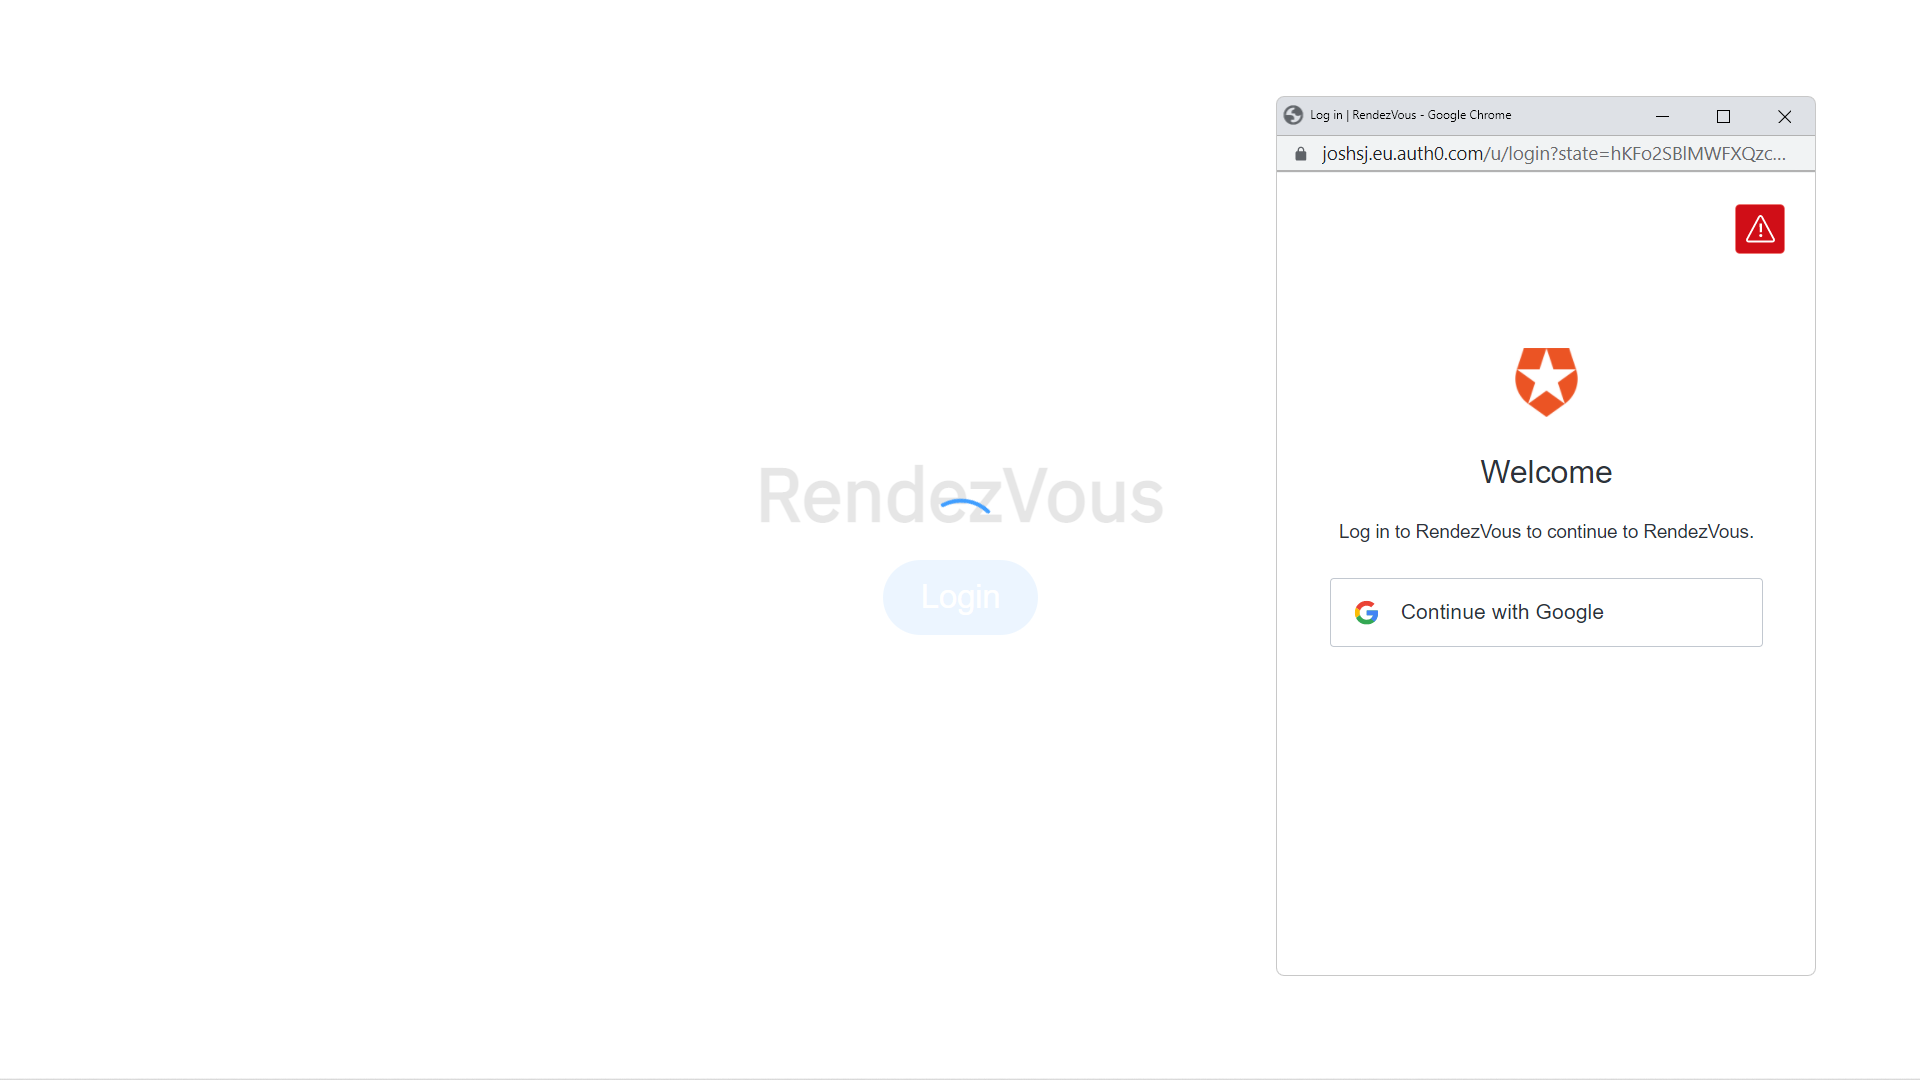 RendezVous
Login
Log in | RendezVous - Google Chrome
joshsj.eu.auth0.com/u/login?state=hKFo2SBlMWFXQzc...
Welcome
Log in to RendezVous to continue to RendezVous.
Continue with Google